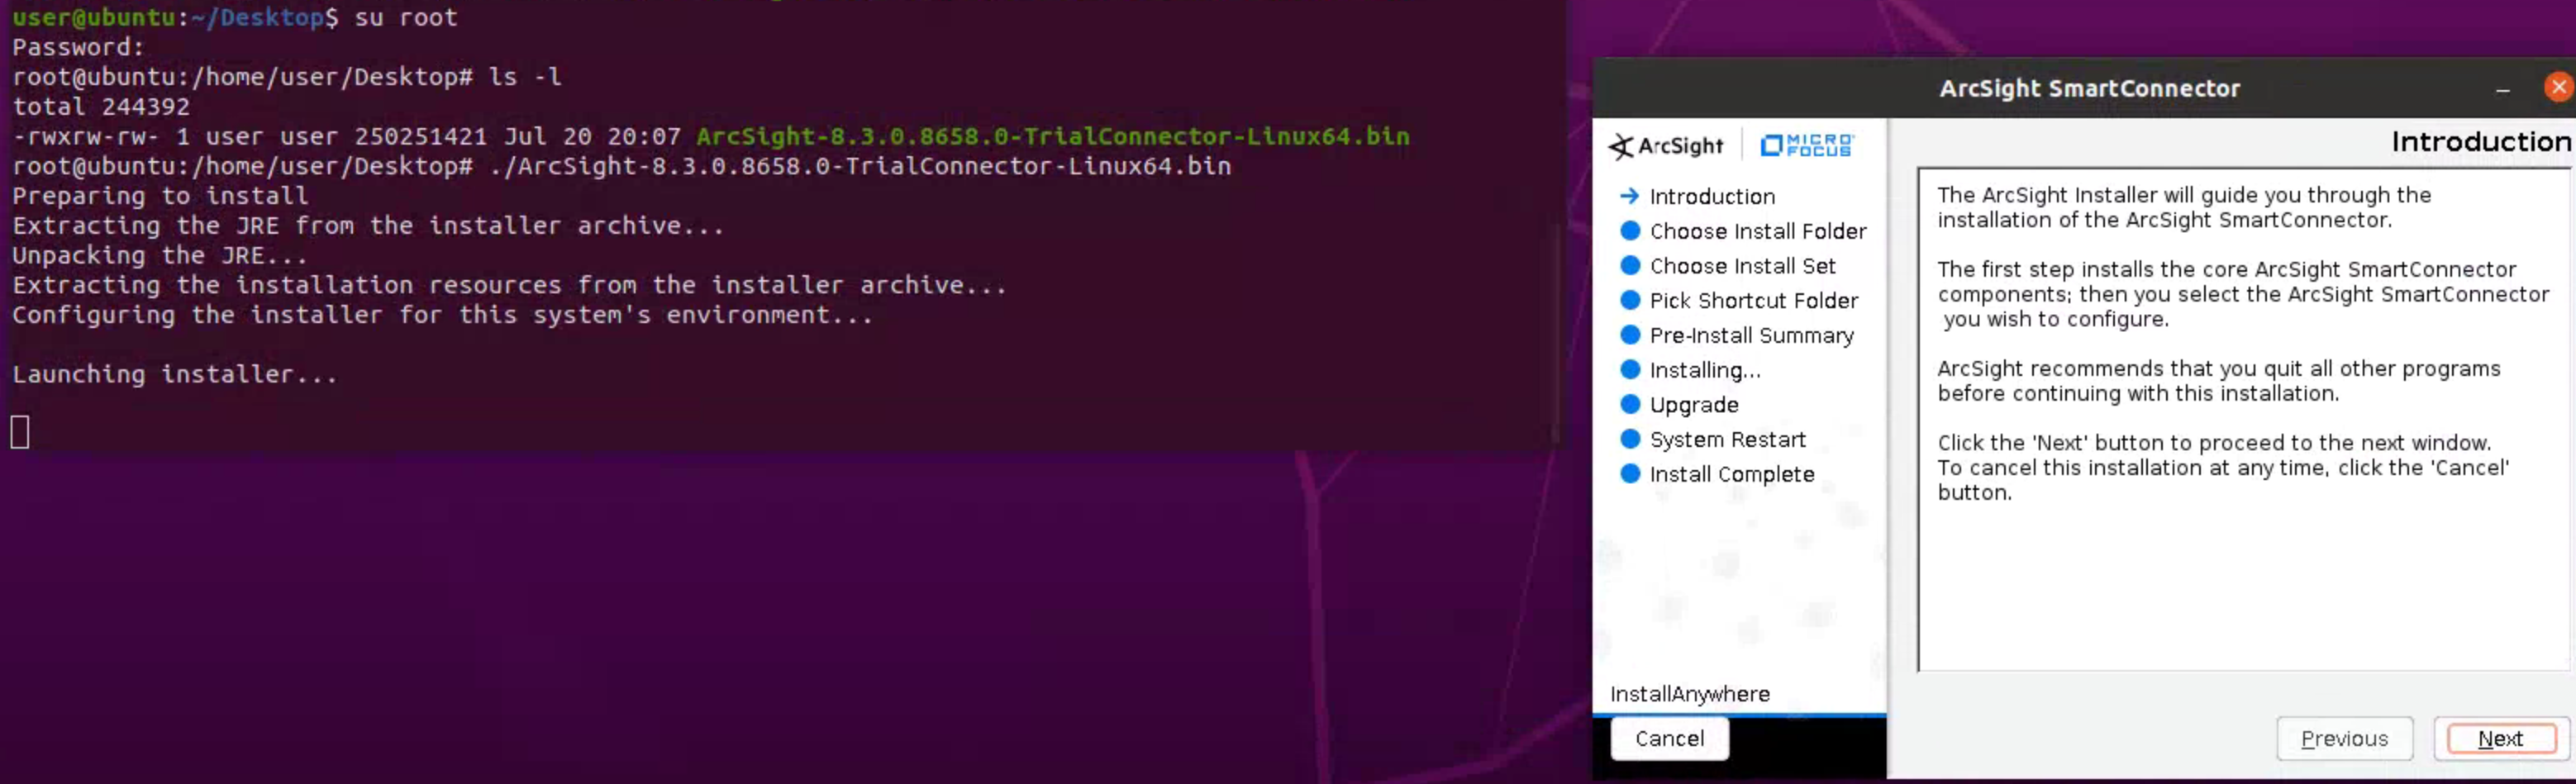 user@ubuntu:~/Desktop$ su root
Password:
root@ubuntu:/home/user/Desktop# ls -l
total 244392
-rwxrw-rw- 1 user user 250251421 Jul 20 20:07 ArcSight-8.3.0.8658.0-TrialConnector-Linux64.bin
root@ubuntu:/home/user/Desktop# ./ArcSight-8.3.0.8658.0-TrialConnector-Linux64.bin
Preparing to install
Extracting the JRE from the installer archive...
Unpacking the JRE...
Extracting the installation resources from the installer archive...
Configuring the installer for this system's environment...
Launching installer...
ArcSight SmartConnector
ArcSight
MICRO
FOCUS
Introduction
Choose Install Folder
Choose Install Set
Pick Shortcut Folder
Pre-Install Summary
Installing...
Upgrade
System Restart
Install Complete
InstallAnywhere
Cancel
Introduction
The ArcSight Installer will guide you through the
installation of the ArcSight SmartConnector.
The first step installs the core ArcSight SmartConnector
components; then you select the ArcSight SmartConnector
you wish to configure.
ArcSight recommends that you quit all other programs
before continuing with this installation.
Click the 'Next' button to proceed to the next window.
To cancel this installation at any time, click the 'Cancel'
button.
Previous
Next